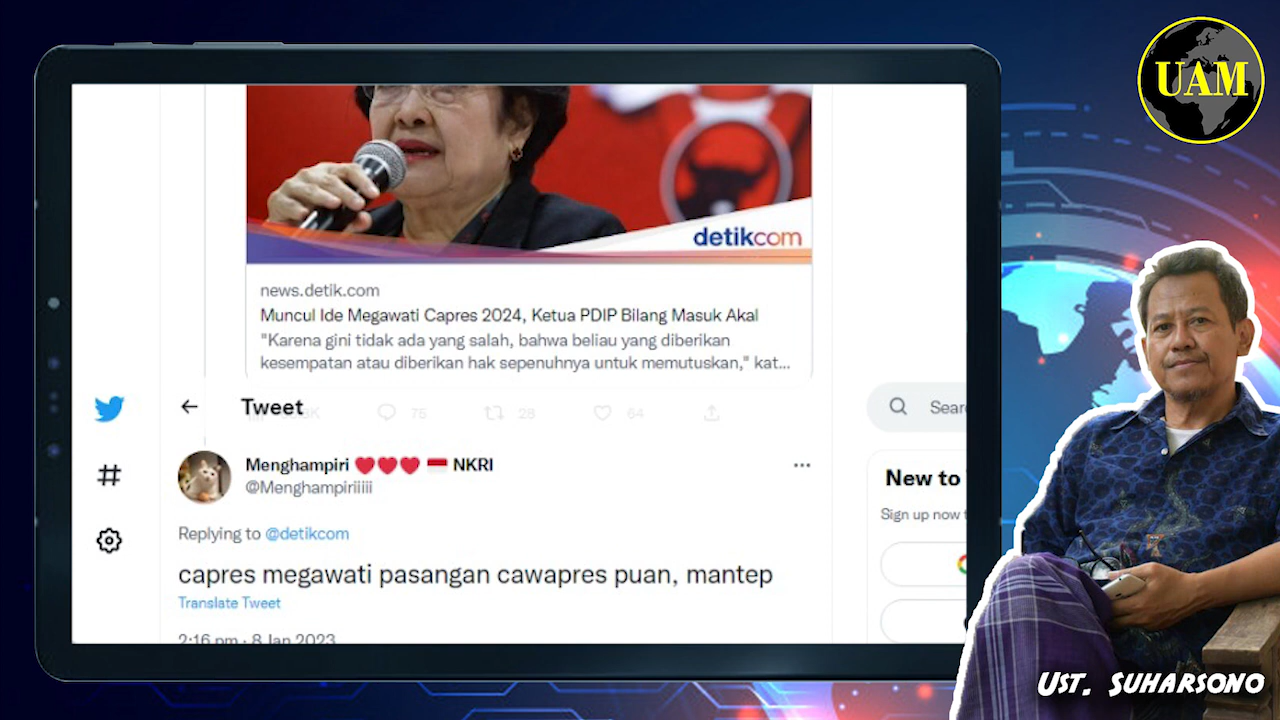 UAM
detikcom
news.detik.com
Muncul Ide Megawati Capres 2024, Ketua PDIP Bilang Masuk Akal
"Karena gini tidak ada yang salah, bahwa beliau yang diberikan
kesempatan atau diberikan hak sepenuhnya untuk memutuskan," kat...
Tweet
75 28 64
Sear
Menghampiri NKRI
@Menghampiriiiii
New to
Sign up now t
Replying to @detikcom
capres megawati pasangan cawapres puan, mantep
Translate Tweet
2:16 pm · 8 Jan 2023
Ust. Suharsono